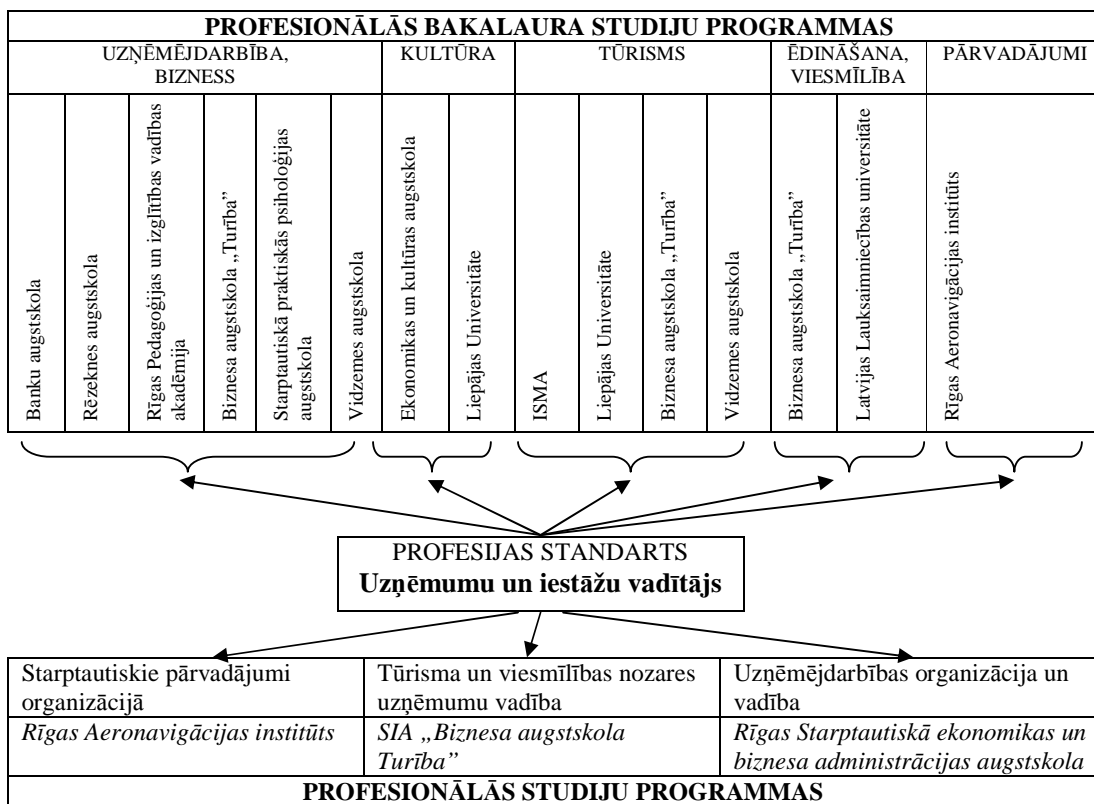 PROFESIONĀLĀS BAKALAURA STUDIJU PROGRAMMAS
UZŅĒMĒJDARBĪBA,
BIZNESS
KULTŪRA
TŪRISMS
ĒDINĀŠANA,
VIESMĪLĪBA
PĀRVADĀJUMI
Banku augstskola
Rēzeknes augstskola
Rīgas Pedagoģijas un izglītības vadības
akadēmija
Biznesa augstskola „Turība”
Starptautiskā praktiskās psiholoģijas
augstskola
Vidzemes augstskola
Ekonomikas un kultūras augstskola
Liepājas Universitāte
ISMA
Liepājas Universitāte
Biznesa augstskola „Turība”
Vidzemes augstskola
Biznesa augstskola „Turība”
Latvijas Lauksaimniecības universitāte
Rīgas Aeronavigācijas institūts
PROFESIJAS STANDARTS
Uzņēmumu un iestāžu vadītājs
Starptautiskie pārvadājumi
organizācijā
Tūrisma un viesmīlības nozares
uzņēmumu vadība
Uzņēmējdarbības organizācija un
vadība
Rīgas Aeronavigācijas institūts
SIA „Biznesa augstskola
Turība”
Rīgas Starptautiskā ekonomikas un
biznesa administrācijas augstskola
PROFESIONĀLĀS STUDIJU PROGRAMMAS